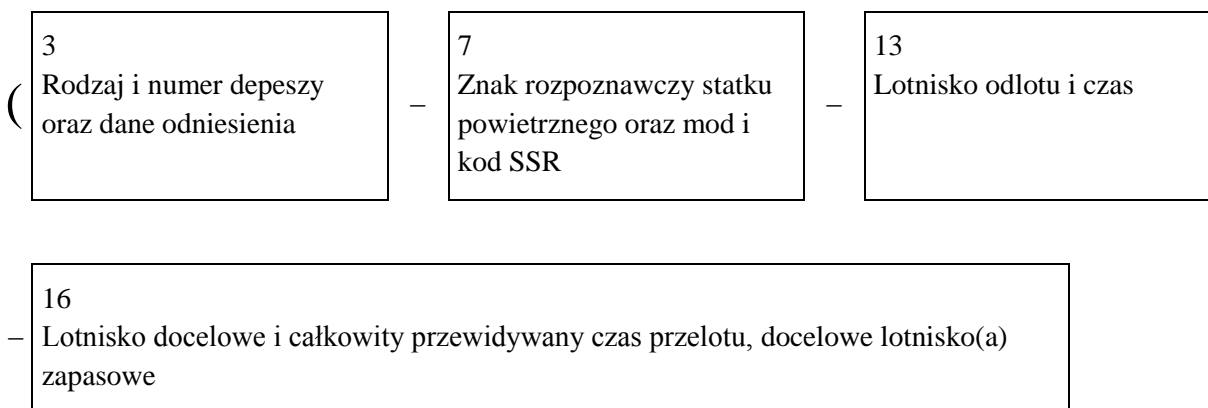 (
3
Rodzaj i numer depeszy
oraz dane odniesienia
–
7
Znak rozpoznawczy statku
powietrznego oraz mod i
kod SSR
–
13
Lotnisko odlotu i czas
–
16
Lotnisko docelowe i całkowity przewidywany czas przelotu, docelowe lotnisko(a)
zapasowe